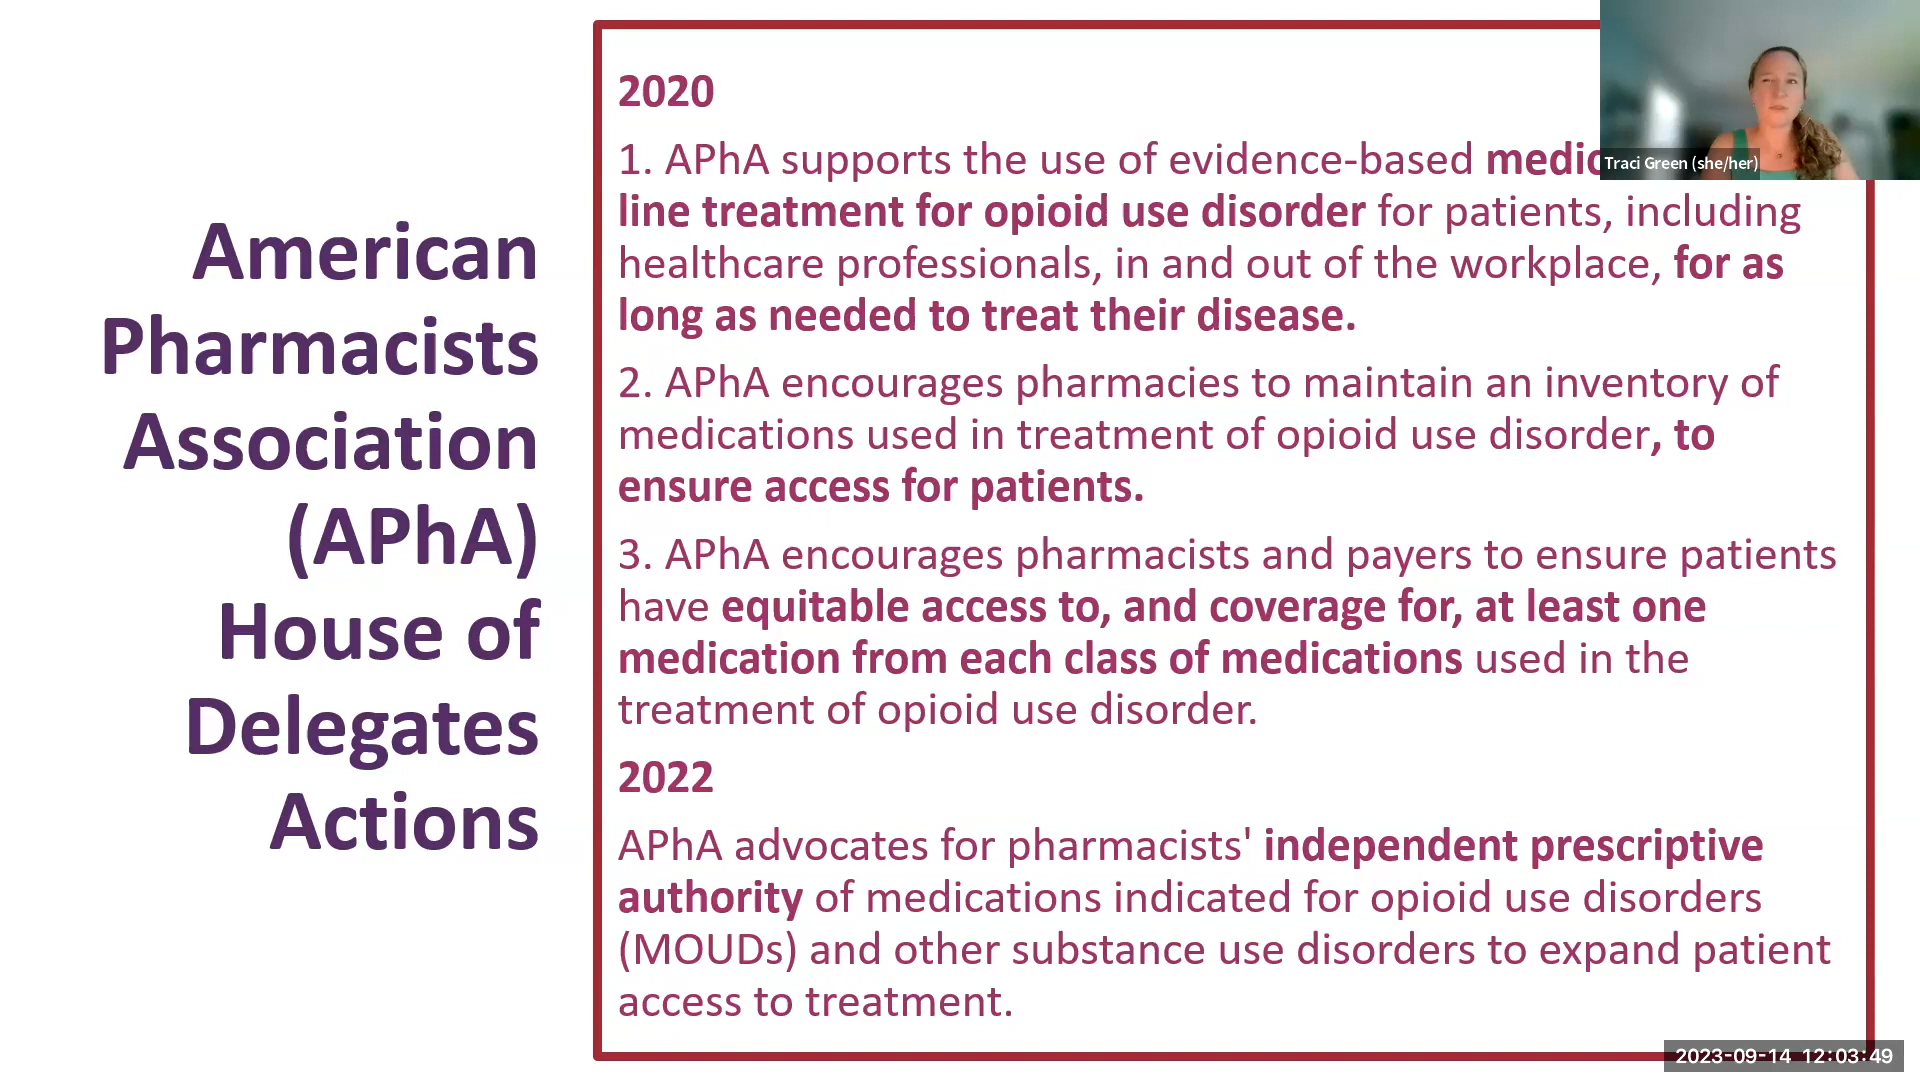 American
Pharmacists
Association
(APhA)
House of
Delegates
Actions
2020
1. APhA supports the use of evidence-based
line treatment for opioid use disorder for patients, including
healthcare professionals, in and out of the workplace, for as
long as needed to treat their disease.
2. APhA encourages pharmacies to maintain an inventory of
medications used in treatment of opioid use disorder, to
ensure access for patients.
3. APhA encourages pharmacists and payers to ensure patients
have equitable access to, and coverage for, at least one
medication from each class of medications used in the
treatment of opioid use disorder.
2022
APhA advocates for pharmacists' independent prescriptive
authority of medications indicated for opioid use disorders
(MOUDs) and other substance use disorders to expand patient
access to treatment.
Traci Green (she/her)
2023-09-14 12:03:49